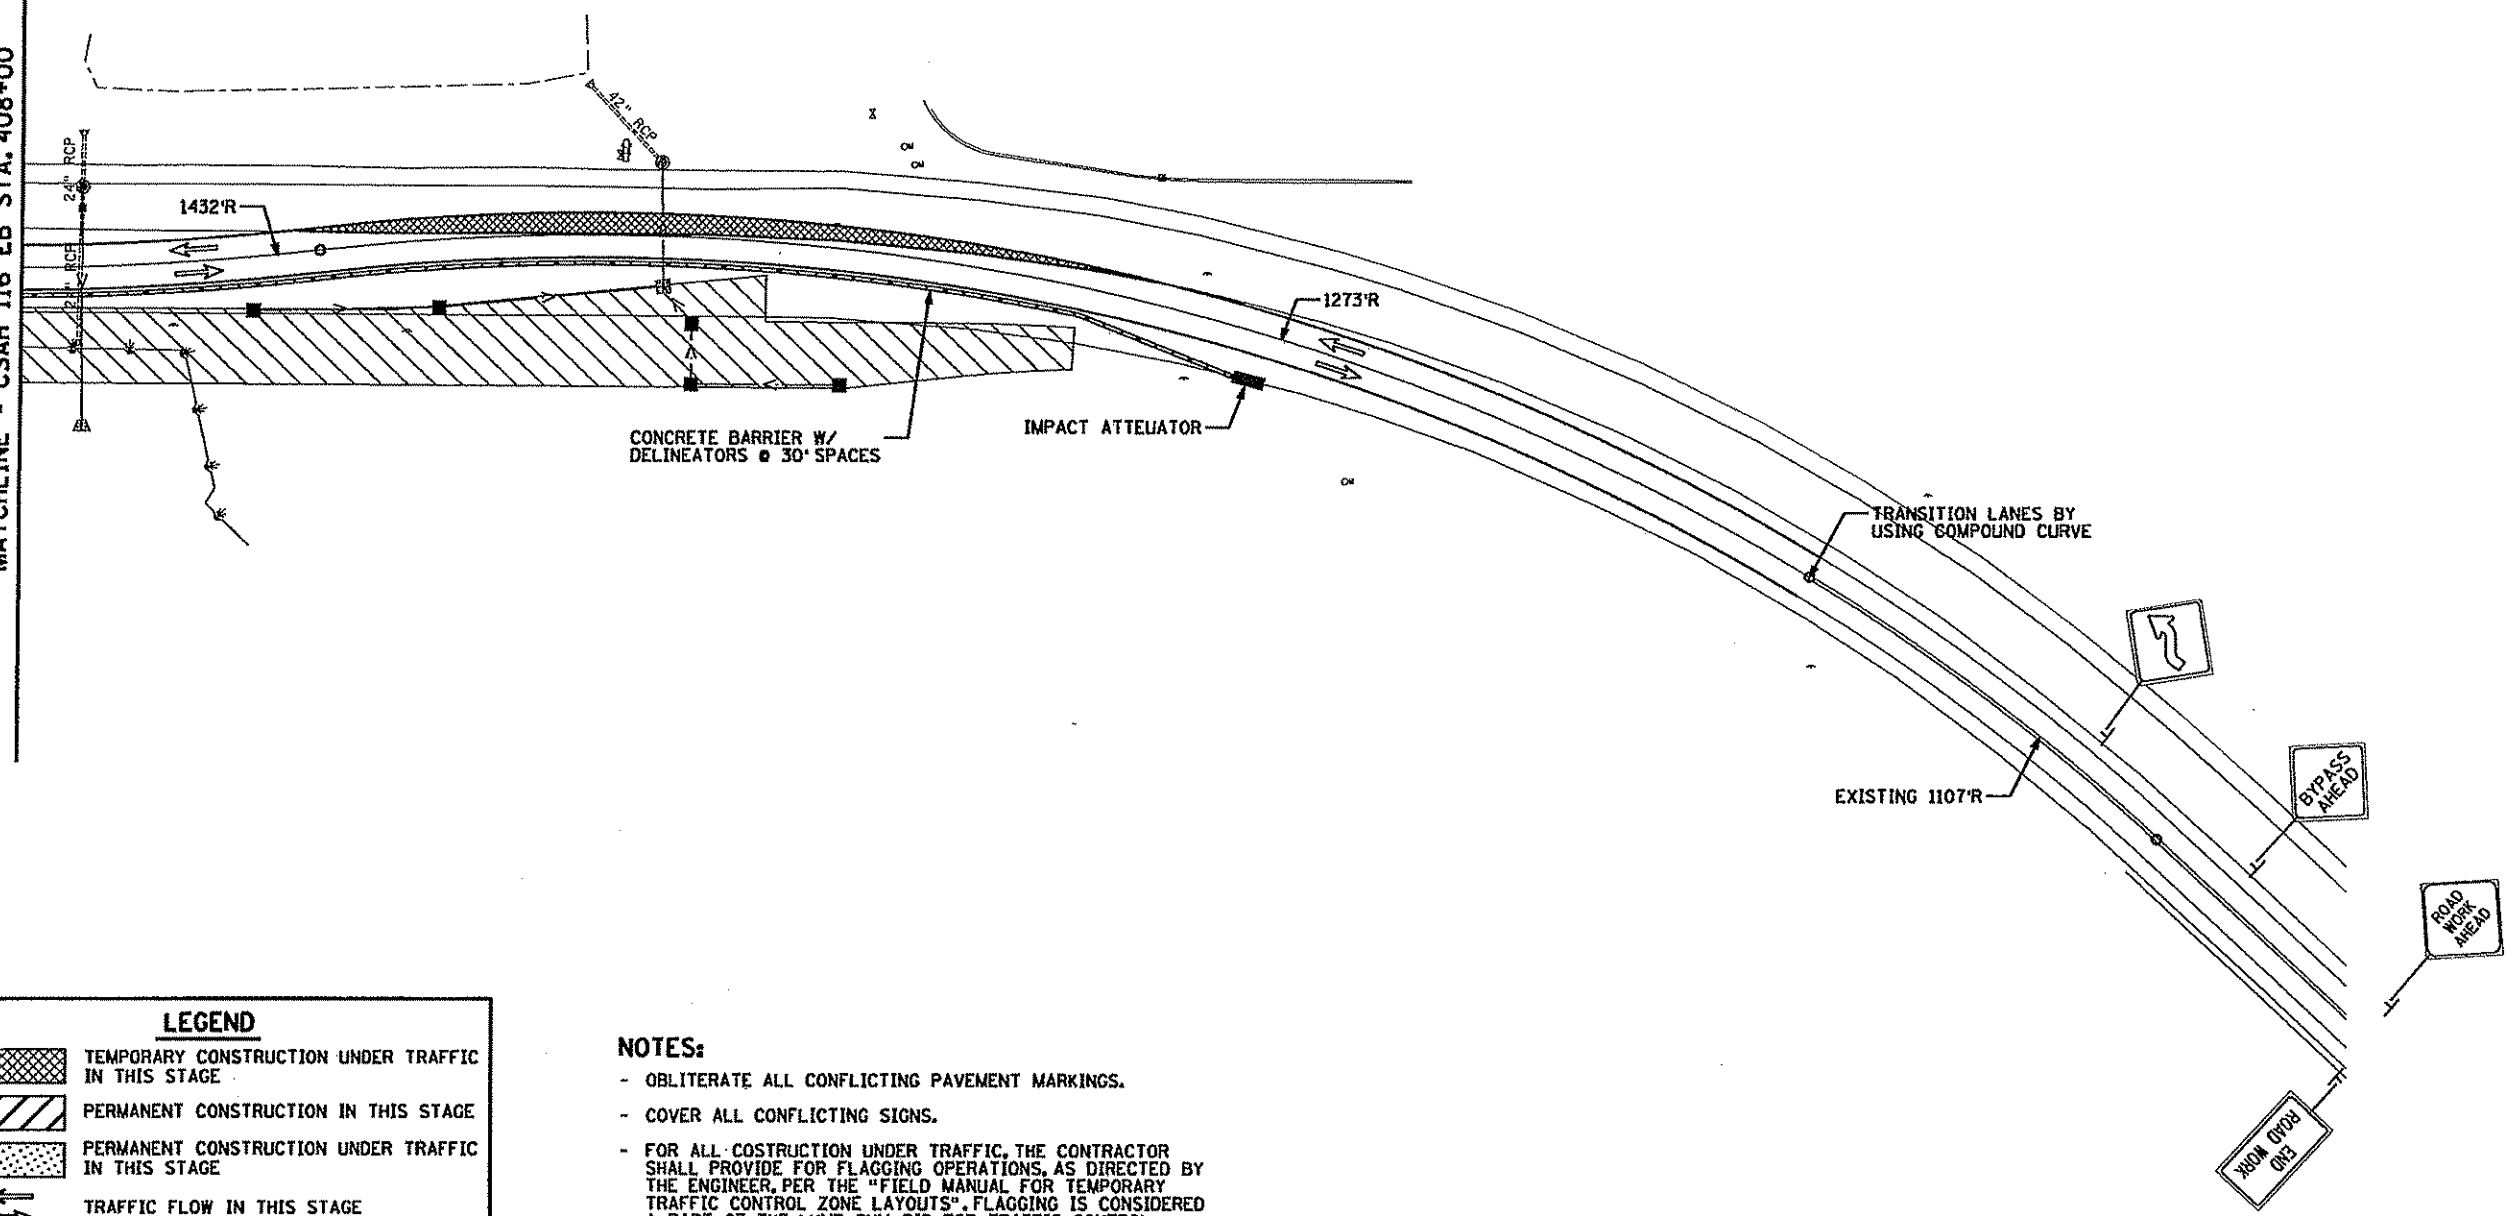 MATCHLINE - CSAH 116 EB STA. 408+00
24" RCP
RCP
42" RCP
1432'R
1273'R
CONCRETE BARRIER W/
DELINEATORS @ 30' SPACES
IMPACT ATTEUATOR
TRANSITION LANES BY
USING COMPOUND CURVE
EXISTING 1107'R
BYPASS
AHEAD
ROAD
WORK
AHEAD
END
ROAD WORK
LEGEND
TEMPORARY CONSTRUCTION UNDER TRAFFIC
IN THIS STAGE
PERMANENT CONSTRUCTION IN THIS STAGE
PERMANENT CONSTRUCTION UNDER TRAFFIC
IN THIS STAGE
TRAFFIC FLOW IN THIS STAGE
NOTES:
- OBLITERATE ALL CONFLICTING PAVEMENT MARKINGS.
- COVER ALL CONFLICTING SIGNS.
- FOR ALL COSTRUCTION UNDER TRAFFIC, THE CONTRACTOR
SHALL PROVIDE FOR FLAGGING OPERATIONS, AS DIRECTED BY
THE ENGINEER, PER THE "FIELD MANUAL FOR TEMPORARY
TRAFFIC CONTROL ZONE LAYOUTS". FLAGGING IS CONSIDERED